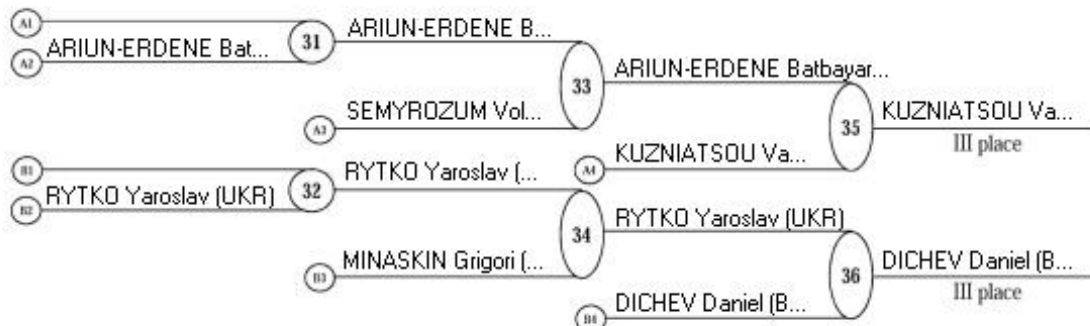 A1
A2 ARIUN-ERDENE Bat...
31
ARIUN-ERDENE B...
A3 SEMYROZUM Vol...
33
ARIUN-ERDENE Batbayar...
A4 KUZNIATSOU Va...
35
KUZNIATSOU Va...
III place
B1
B2 RYTKO Yaroslav (UKR)
32
RYTKO Yaroslav (...
B3 MINASKIN Grigori (...
34
RYTKO Yaroslav (UKR)
B4 DICHEV Daniel (B...
36
DICHEV Daniel (B...
III place